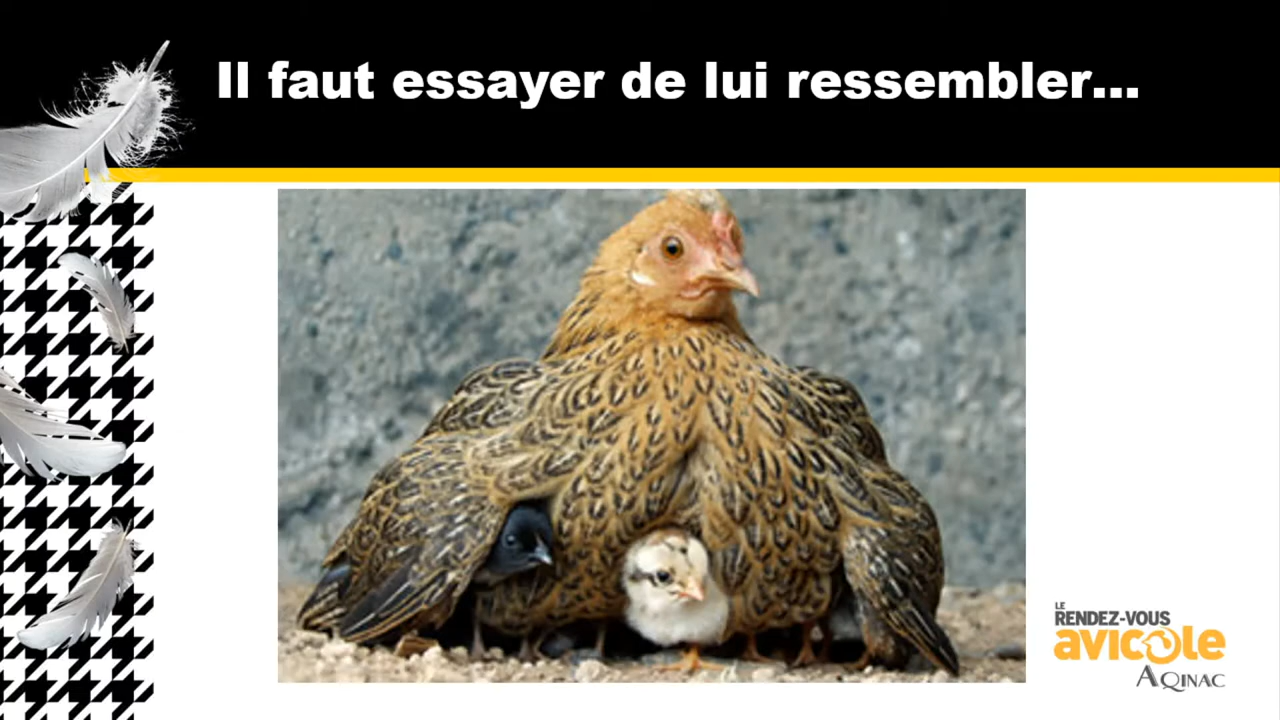 Il faut essayer de lui ressembler...
LE
RENDEZ-VOUS
avicole
AQINAC